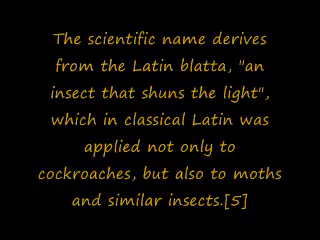 The scientific name derives
from the Latin blatta, "an
insect that shuns the light",
which in classical Latin was
applied not only to
cockroaches, but also to moths
and similar insects.[5]